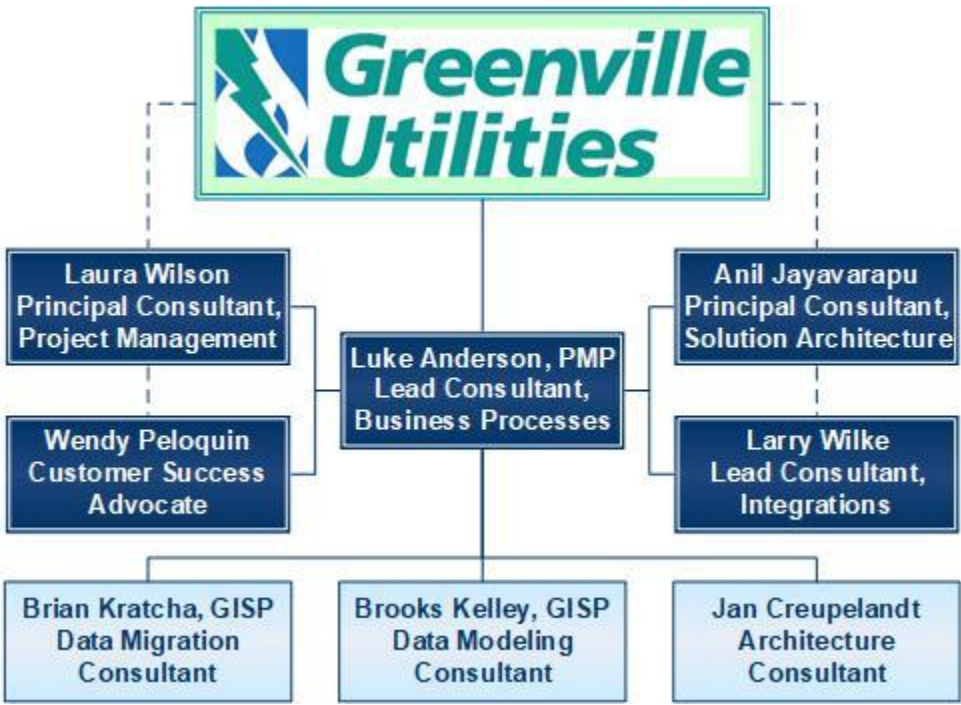 Greenville
Utilities
Laura Wilson
Principal Consultant,
Project Management
Anil Jayavarapu
Principal Consultant,
Solution Architecture
Luke Anderson, PMP
Lead Consultant,
Business Processes
Wendy Peloquin
Customer Success
Advocate
Larry Wilke
Lead Consultant,
Integrations
Brian Kratcha, GISP
Data Migration
Consultant
Brooks Kelley, GISP
Data Modeling
Consultant
Jan Creupelandt
Architecture
Consultant